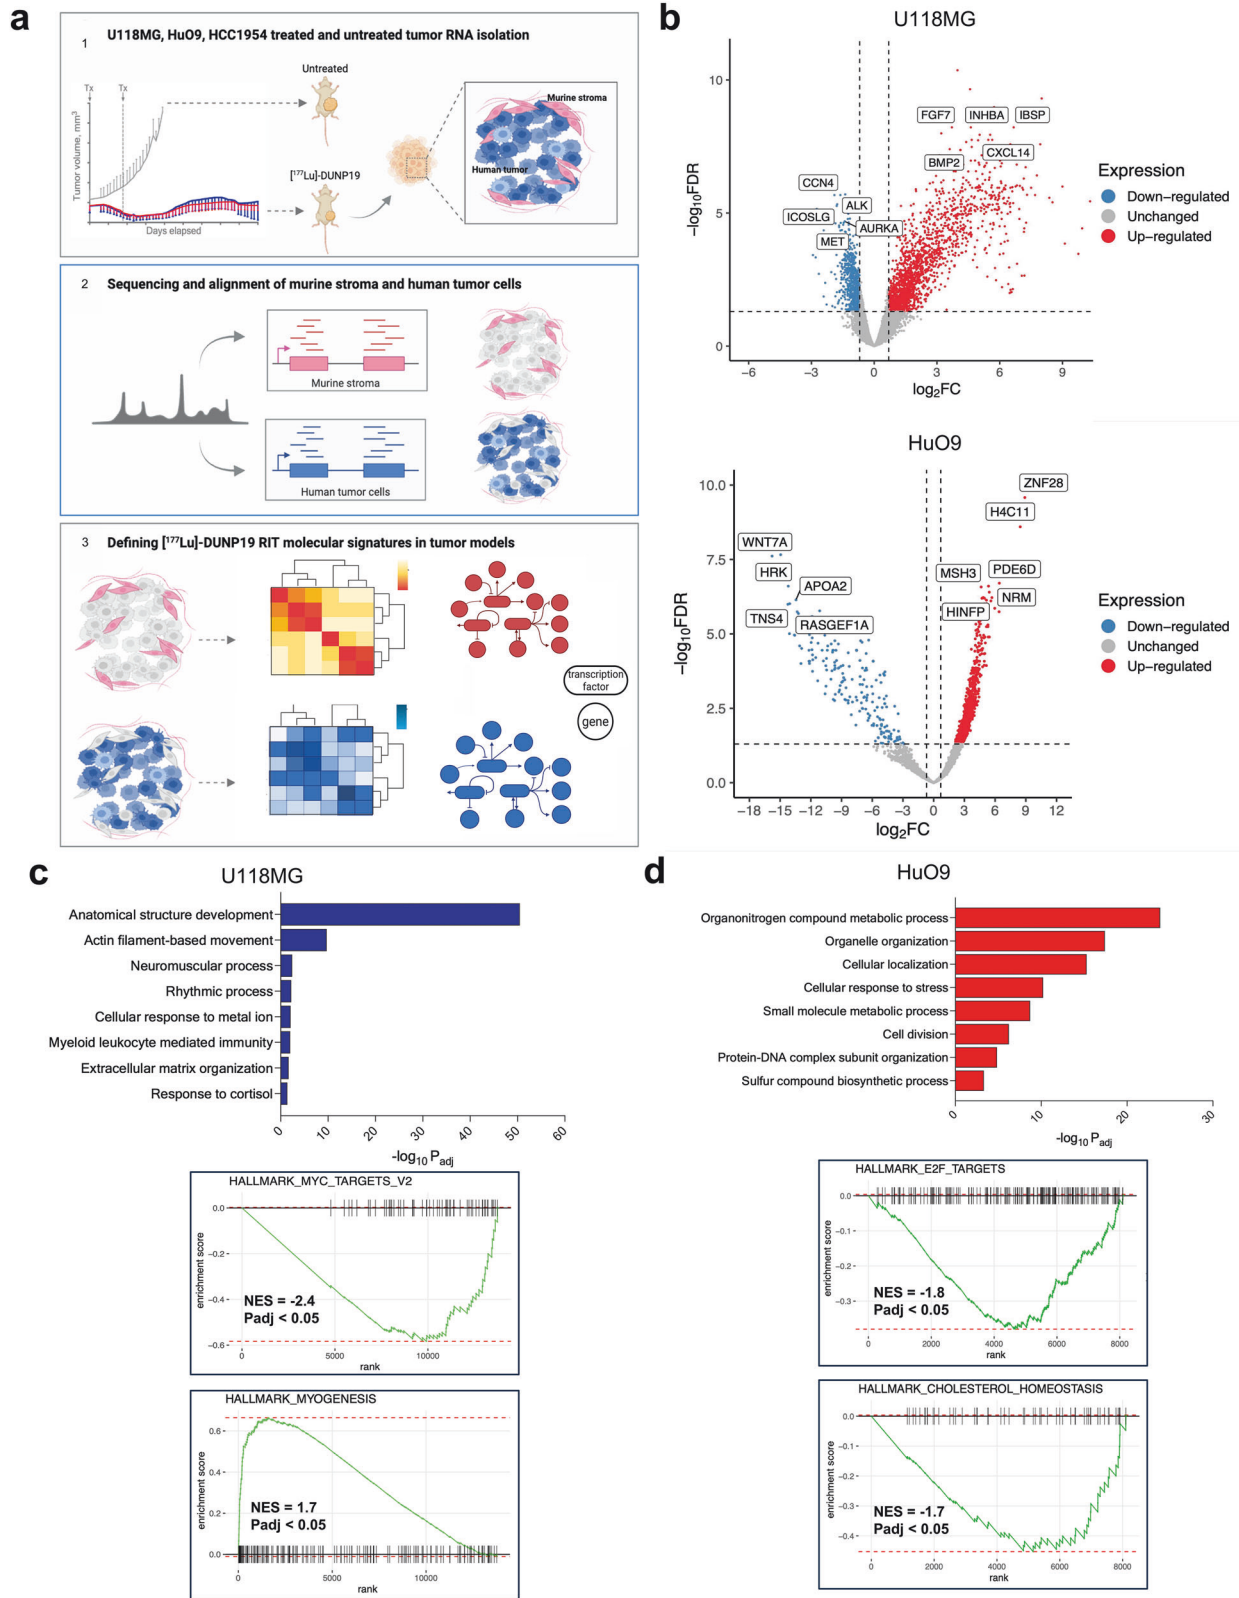 a
1 U118MG, HuO9, HCC1954 treated and untreated tumor RNA isolation
Tx Tx
Untreated
Tumor volume, mm³
Days elapsed
[¹⁷⁷Lu]-DUNP19
Murine stroma
Human tumor
2 Sequencing and alignment of murine stroma and human tumor cells
Murine stroma
Human tumor cells
3 Defining [¹⁷⁷Lu]-DUNP19 RIT molecular signatures in tumor models
transcription
factor
gene
b
U118MG
10
5
0
−log₁₀FDR
FGF7 INHBA IBSP
CXCL14
BMP2
CCN4
ALK
ICOSLG
AURKA
MET
−6 −3 0 3 6 9
log₂FC
Expression
Down−regulated
Unchanged
Up−regulated
HuO9
10.0
7.5
5.0
2.5
0.0
−log₁₀FDR
ZNF28
H4C11
WNT7A
HRK
APOA2
MSH3
PDE6D
NRM
HINFP
TNS4
RASGEF1A
−18 −15 −12 −9 −6 −3 0 3 6 9 12
log₂FC
Expression
Down−regulated
Unchanged
Up−regulated
c
U118MG
Anatomical structure development
Actin filament-based movement
Neuromuscular process
Rhythmic process
Cellular response to metal ion
Myeloid leukocyte mediated immunity
Extracellular matrix organization
Response to cortisol
0 10 20 30 40 50 60
-log₁₀ Padj
HALLMARK_MYC_TARGETS_V2
enrichment score
0.0
−0.2
−0.4
−0.6
NES = -2.4
Padj < 0.05
0 5000 10000
rank
HALLMARK_MYOGENESIS
enrichment score
0.6
0.4
0.2
0.0
NES = 1.7
Padj < 0.05
0 5000 10000
rank
d
HuO9
Organonitrogen compound metabolic process
Organelle organization
Cellular localization
Cellular response to stress
Small molecule metabolic process
Cell division
Protein-DNA complex subunit organization
Sulfur compound biosynthetic process
0 10 20 30
-log₁₀ Padj
HALLMARK_E2F_TARGETS
enrichment score
0.0
−0.1
−0.2
−0.3
NES = -1.8
Padj < 0.05
0 2000 4000 6000 8000
rank
HALLMARK_CHOLESTEROL_HOMEOSTASIS
enrichment score
0.0
−0.1
−0.2
−0.3
−0.4
NES = -1.7
Padj < 0.05
0 2000 4000 6000 8000
rank